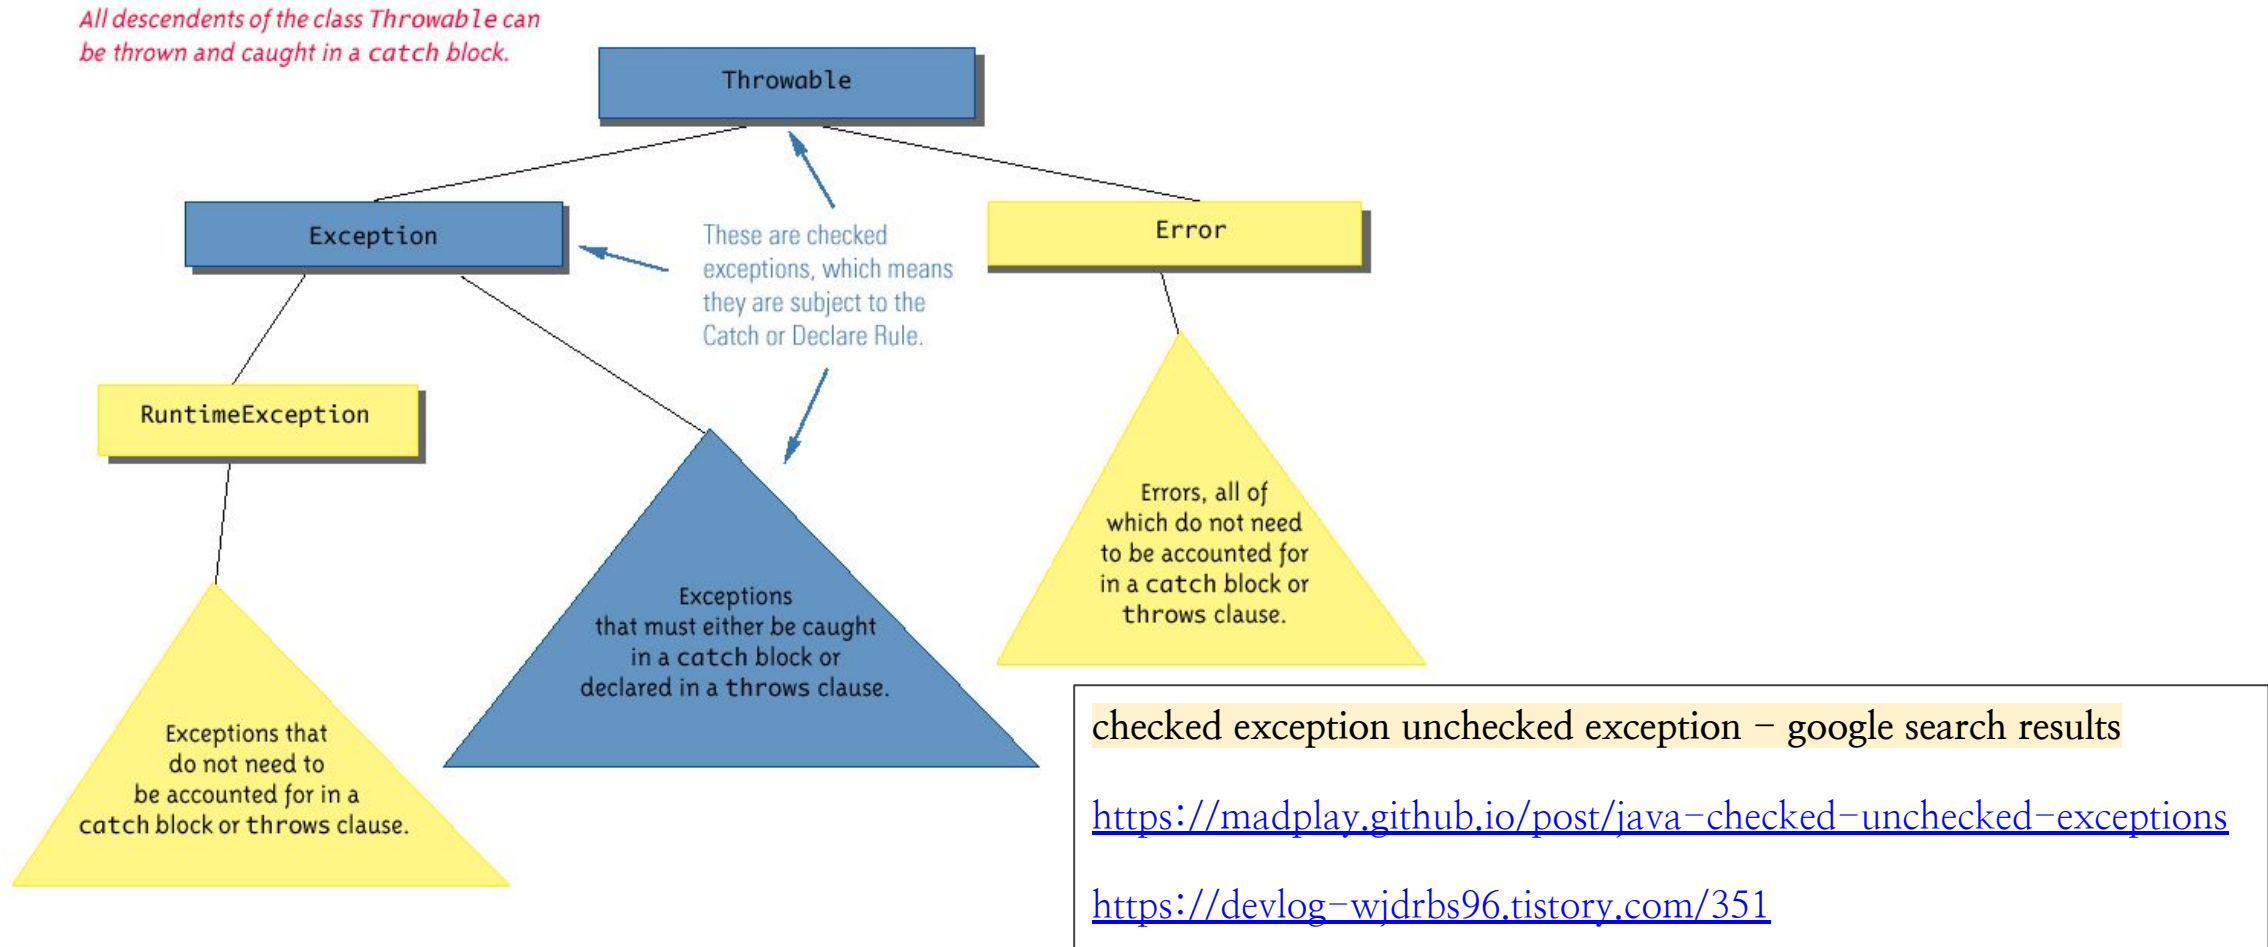 All descendents of the class Throwable can
be thrown and caught in a catch block.
Throwable
Exception
These are checked
exceptions, which means
they are subject to the
Catch or Declare Rule.
Error
RuntimeException
Errors, all of
which do not need
to be accounted for
in a catch block or
throws clause.
Exceptions
that must either be caught
in a catch block or
declared in a throws clause.
Exceptions that
do not need to
be accounted for in a
catch block or throws clause.
checked exception unchecked exception - google search results
https://madplay.github.io/post/java-checked-unchecked-exceptions
https://devlog-wjdrbs96.tistory.com/351